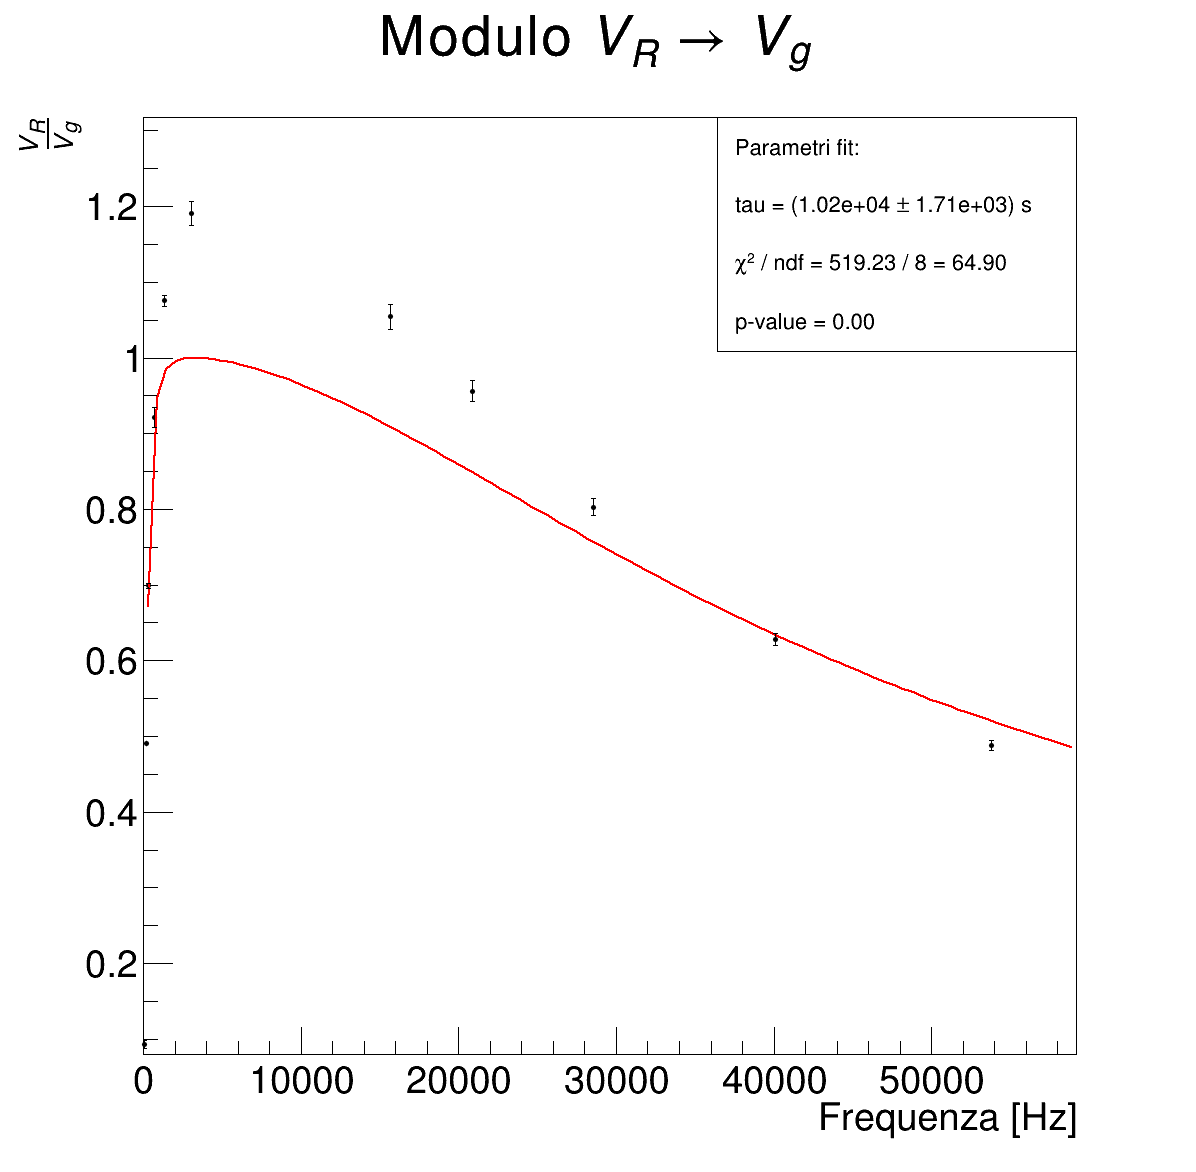 Modulo V_R → V_g
V_R/V_g
Parametri fit:
tau = (1.02e+04 ± 1.71e+03) s
χ² / ndf = 519.23 / 8 = 64.90
p-value = 0.00
1.2
1
0.8
0.6
0.4
0.2
0 10000 20000 30000 40000 50000
Frequenza [Hz]